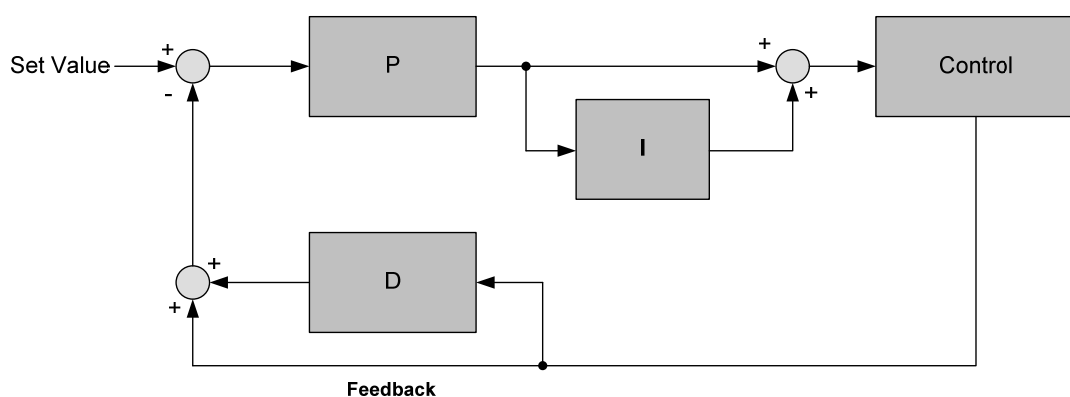 Set Value
+
-
P
+
+
I
Control
D
+
+
Feedback